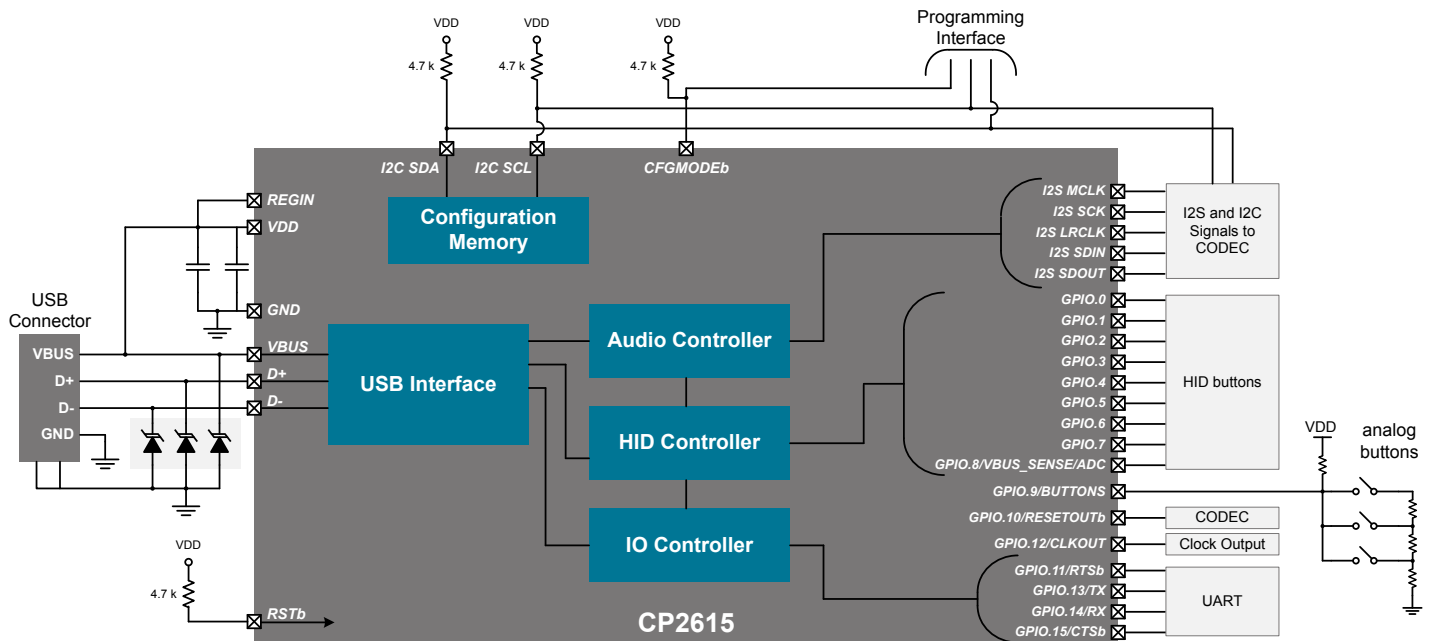 Programming
Interface
VDD
VDD
VDD
4.7 k
4.7 k
4.7 k
I2C SDA
I2C SCL
CFGMODEb
REGIN
VDD
GND
VBUS
D+
D-
RSTb
Configuration
Memory
USB
Connector
VBUS
D+
D-
GND
USB Interface
Audio Controller
HID Controller
IO Controller
VDD
4.7 k
CP2615
I2S MCLK
I2S SCK
I2S LRCLK
I2S SDIN
I2S SDOUT
I2S and I2C
Signals to
CODEC
GPIO.0
GPIO.1
GPIO.2
GPIO.3
GPIO.4
GPIO.5
GPIO.6
GPIO.7
GPIO.8/VBUS_SENSE/ADC
HID buttons
GPIO.9/BUTTONS
GPIO.10/RESETOUTb
CODEC
GPIO.12/CLKOUT
Clock Output
GPIO.11/RTSb
GPIO.13/TX
GPIO.14/RX
GPIO.15/CTSb
UART
VDD
analog
buttons